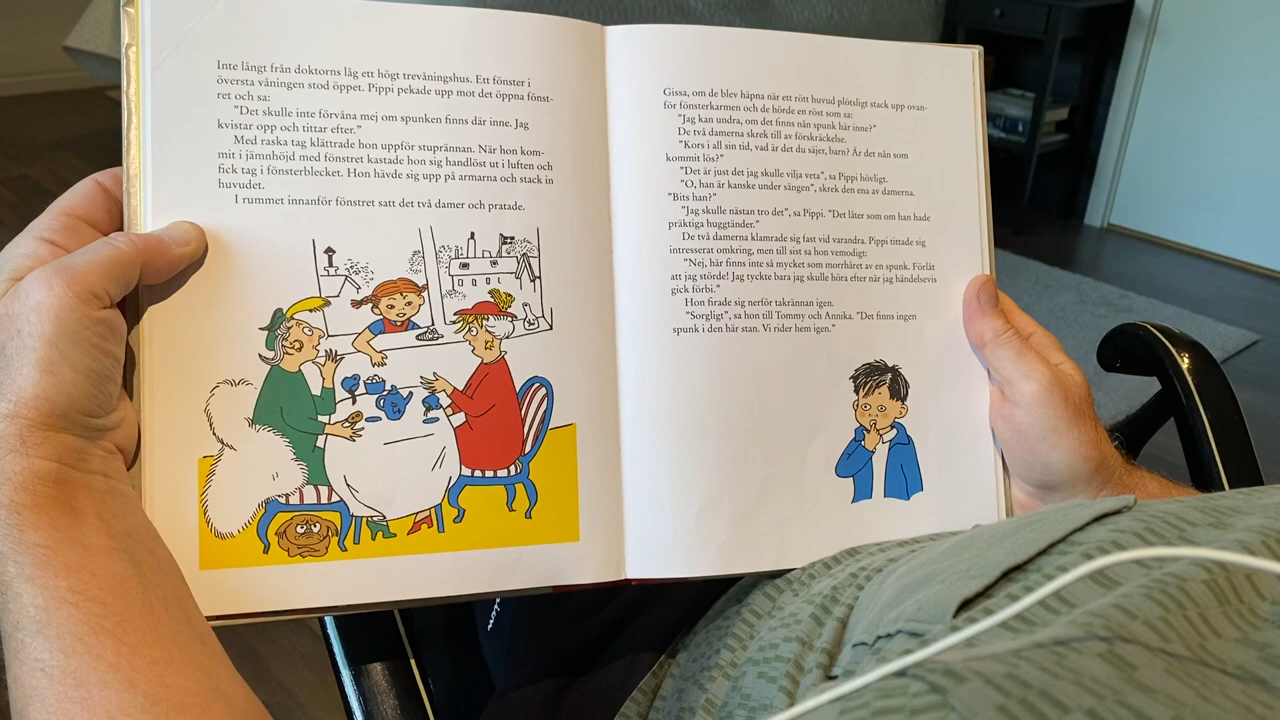 Inte långt från doktorns låg ett högt trevåningshus. Ett fönster i
översta våningen stod öppet. Pippi pekade upp mot det öppna fönst-
ret och sa:
"Det skulle inte förvåna mej om spunken finns där inne. Jag
kvistar opp och tittar efter."
Med raska tag klättrade hon uppför stuprännan. När hon kom-
mit i jämnhöjd med fönstret kastade hon sig handlöst ut i luften och
fick tag i fönsterblecket. Hon hävde sig upp på armarna och stack in
huvudet.
I rummet innanför fönstret satt det två damer och pratade.
Gissa, om de blev häpna när ett rött huvud plötsligt stack upp ovan-
för fönsterkarmen och de hörde en röst som sa:
"Jag kan undra, om det finns nån spunk här inne?"
De två damerna skrek till av förskräckelse.
"Kors i all sin tid, vad är det du säjer, barn? Är det nån som
kommit lös?"
"Det är just det jag skulle vilja veta", sa Pippi hövligt.
"O, han är kanske under sängen", skrek den ena av damerna.
"Bits han?"
"Jag skulle nästan tro det", sa Pippi. "Det låter som om han hade
präktiga huggtänder."
De två damerna klamrade sig fast vid varandra. Pippi tittade sig
intresserat omkring, men till sist sa hon vemodigt:
"Nej, här finns inte så mycket som morrhåret av en spunk. Förlåt
att jag störde! Jag tyckte bara jag skulle höra efter när jag händelsevis
gick förbi."
Hon firade sig nerför takrännan igen.
"Sorgligt", sa hon till Tommy och Annika. "Det finns ingen
spunk i den här stan. Vi rider hem igen."